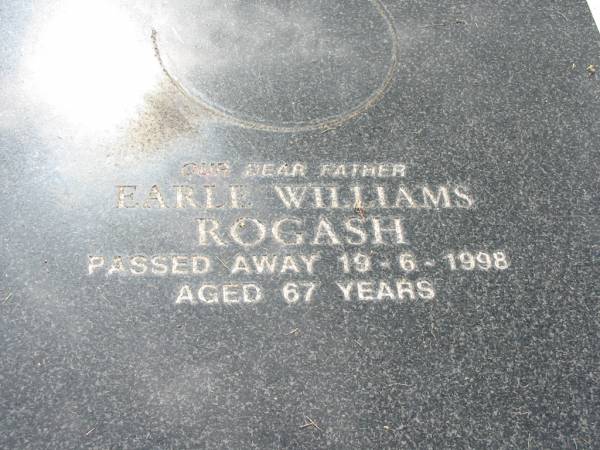 OUR DEAR FATHER
EARLE WILLIAMS
ROGASH
PASSED AWAY 19-6-1998
AGED 67 YEARS